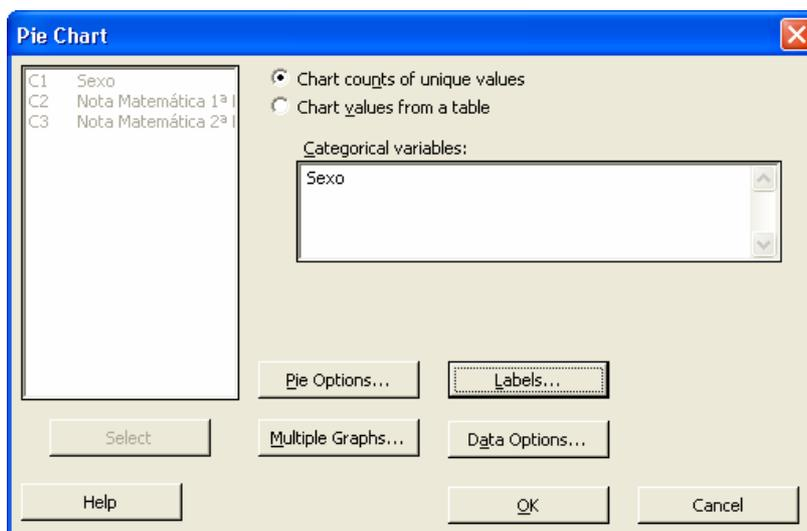 Pie Chart
C1 Sexo
C2 Nota Matemática 1ª
C3 Nota Matemática 2ª
Chart counts of unique values
Chart values from a table
Categorical variables:
Sexo
Pie Options...
Labels...
Select
Multiple Graphs...
Data Options...
Help
OK
Cancel